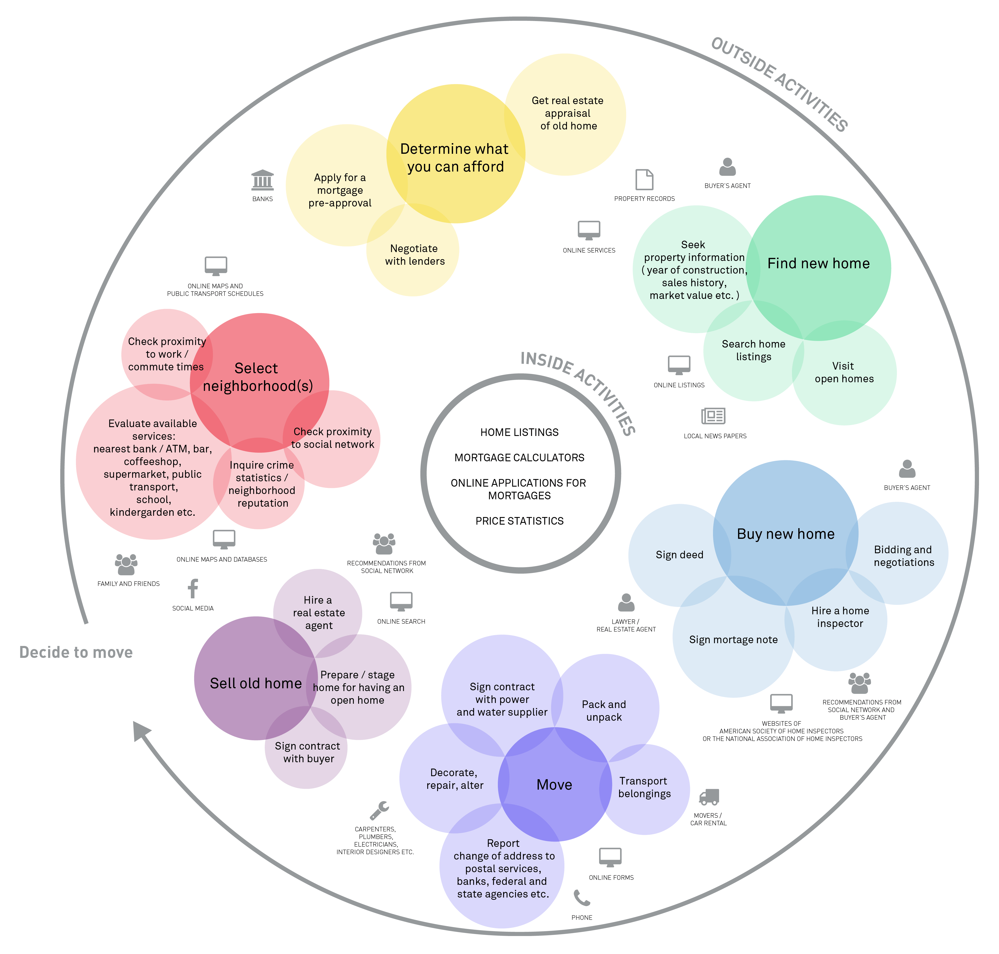 OUTSIDE ACTIVITIES
Get real estate
appraisal
of old home
Determine what
you can afford
Apply for a
mortgage
pre-approval
Negotiate
with lenders
BANKS
PROPERTY RECORDS
BUYER'S AGENT
ONLINE SERVICES
Find new home
Seek
property information
( year of construction,
sales history,
market value etc. )
Search home
listings
Visit
open homes
ONLINE LISTINGS
LOCAL NEWS PAPERS
ONLINE MAPS AND
PUBLIC TRANSPORT SCHEDULES
Check proximity
to work /
commute times
Select
neighborhood(s)
Evaluate available
services:
nearest bank / ATM, bar,
coffeeshop,
supermarket, public
transport,
school,
kindergarden etc.
Inquire crime
statistics /
neighborhood
reputation
Check proximity
to social network
INSIDE ACTIVITIES
HOME LISTINGS
MORTGAGE CALCULATORS
ONLINE APPLICATIONS FOR
MORTGAGES
PRICE STATISTICS
BUYER'S AGENT
Buy new home
Sign deed
Bidding and
negotiations
Hire a home
inspector
Sign mortage note
LAWYER /
REAL ESTATE AGENT
RECOMMENDATIONS FROM
SOCIAL NETWORK AND
BUYER'S AGENT
WEBSITES OF
AMERICAN SOCIETY OF HOME INSPECTORS
OR THE NATIONAL ASSOCIATION OF HOME INSPECTORS
FAMILY AND FRIENDS
ONLINE MAPS AND DATABASES
SOCIAL MEDIA
RECOMMENDATIONS FROM
SOCIAL NETWORK
ONLINE SEARCH
Decide to move
Hire a
real estate
agent
Sell old home
Prepare / stage
home for having an
open home
Sign contract
with buyer
Sign contract
with power
and water supplier
Pack and
unpack
Decorate,
repair, alter
Move
Transport
belongings
Report
change of address to
postal services,
banks, federal and
state agencies etc.
CARPENTERS,
PLUMBERS,
ELECTRICIANS,
INTERIOR DESIGNERS ETC.
MOVERS /
CAR RENTAL
ONLINE FORMS
PHONE